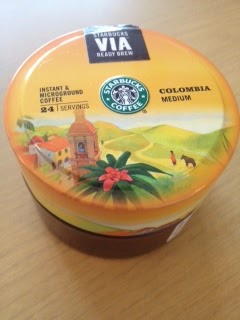 STARBUCKS
VIA
READY BREW
INSTANT &
MICROGROUND
COFFEE
24 SERVINGS
STARBUCKS
COFFEE
COLOMBIA
MEDIUM